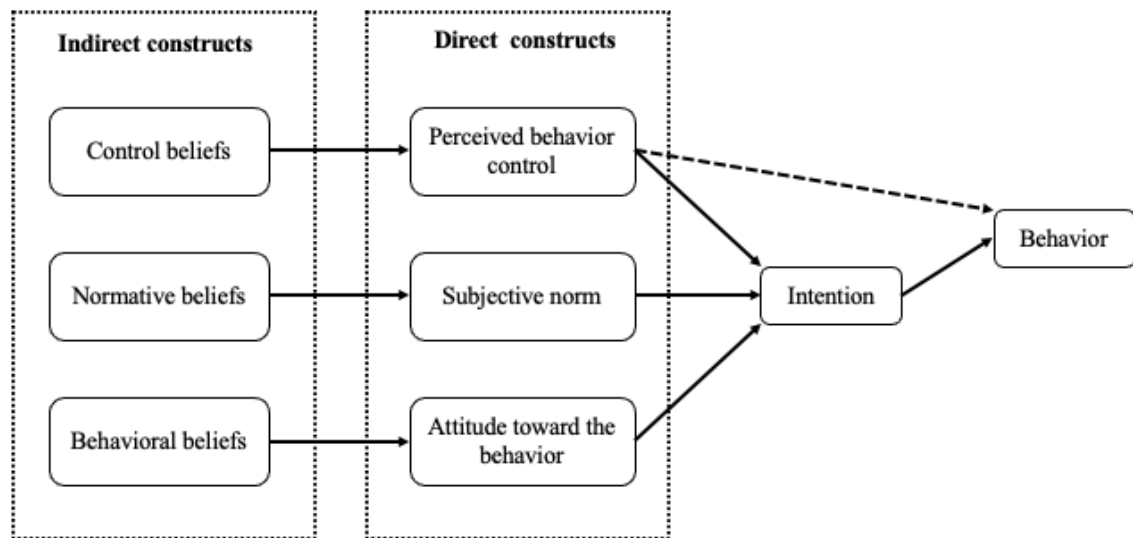 Indirect constructs
Control beliefs
Normative beliefs
Behavioral beliefs
Direct constructs
Perceived behavior
control
Subjective norm
Attitude toward the
behavior
Intention
Behavior